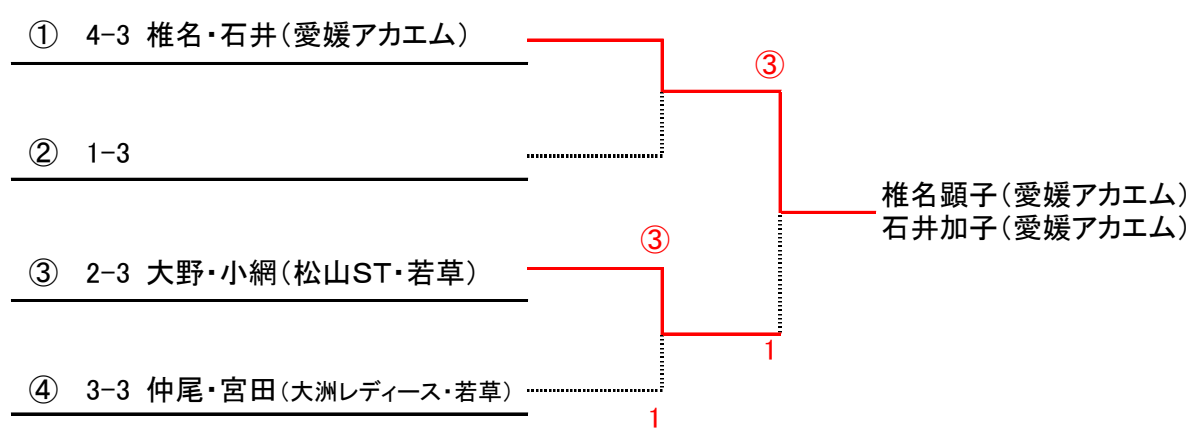 ① 4-3 椎名・石井(愛媛アカエム)
③
② 1-3
椎名顕子(愛媛アカエム)
石井加子(愛媛アカエム)
③
③ 2-3 大野・小網(松山ST・若草)
1
④ 3-3 仲尾・宮田(大洲レディース・若草)
1